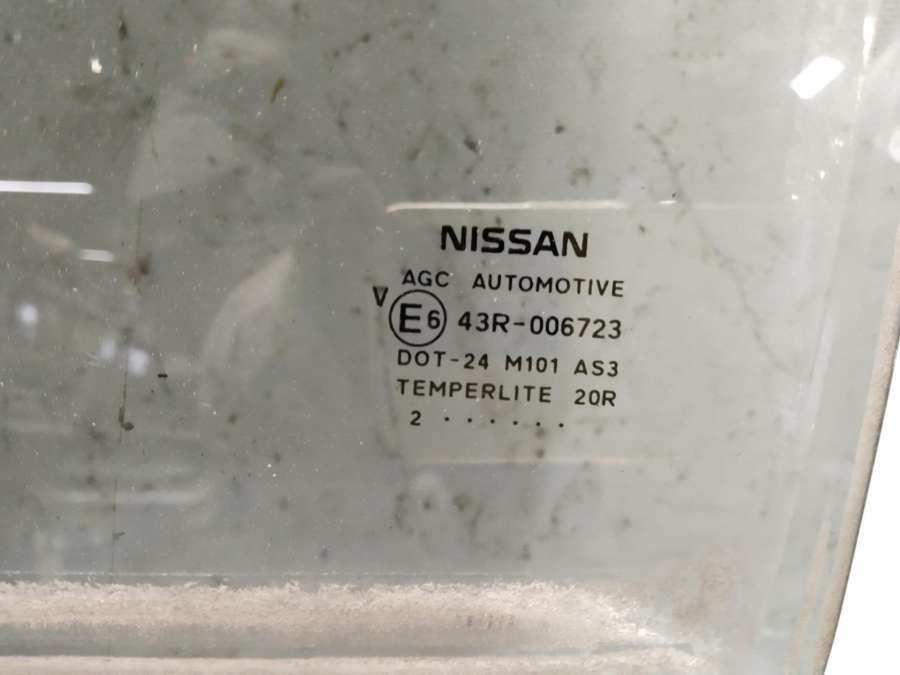 NISSAN
AGC AUTOMOTIVE
V
E6 43R-006723
DOT-24 M101 AS3
TEMPERLITE 20R
2 · · · · · ·